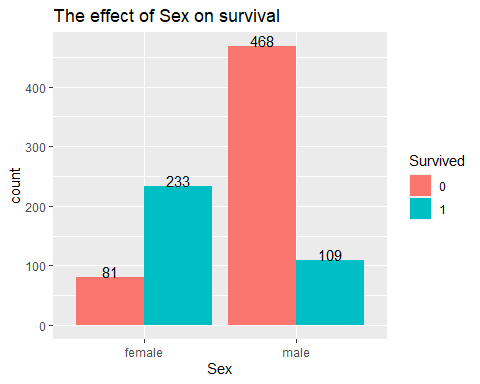 The effect of Sex on survival
count
400
300
200
100
0
81
233
468
109
female
male
Sex
Survived
0
1